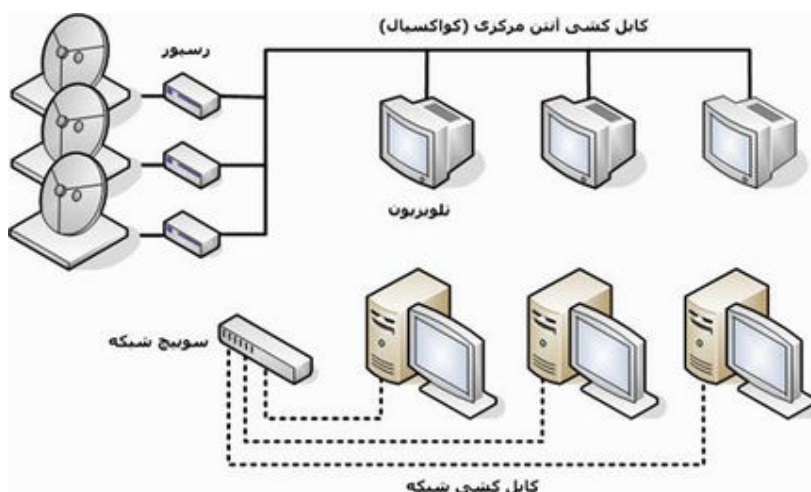 کابل کشی آنتن مرکزی (کواکسیال)
رسیور
تلویزیون
سوییچ شبکه
کابل کشی شبکه